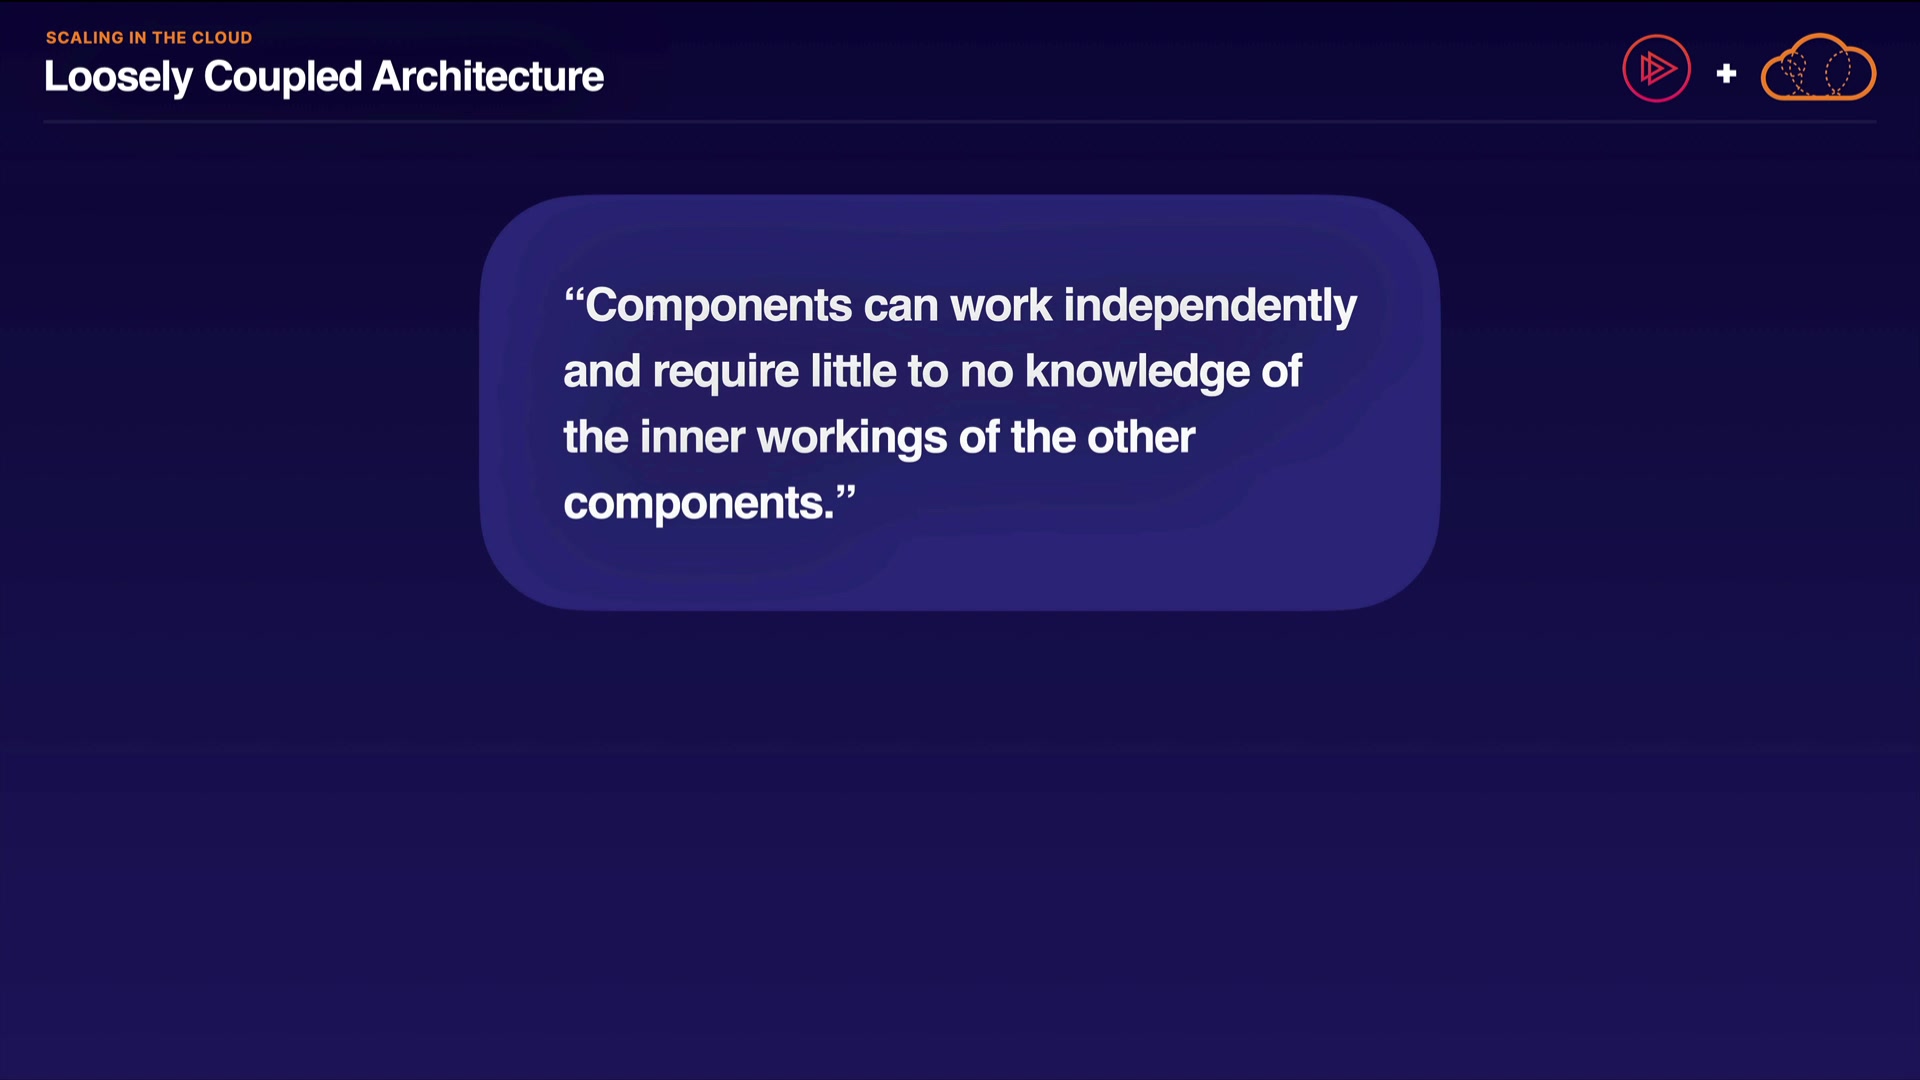 SCALING IN THE CLOUD
Loosely Coupled Architecture
+
“Components can work independently
and require little to no knowledge of
the inner workings of the other
components.”